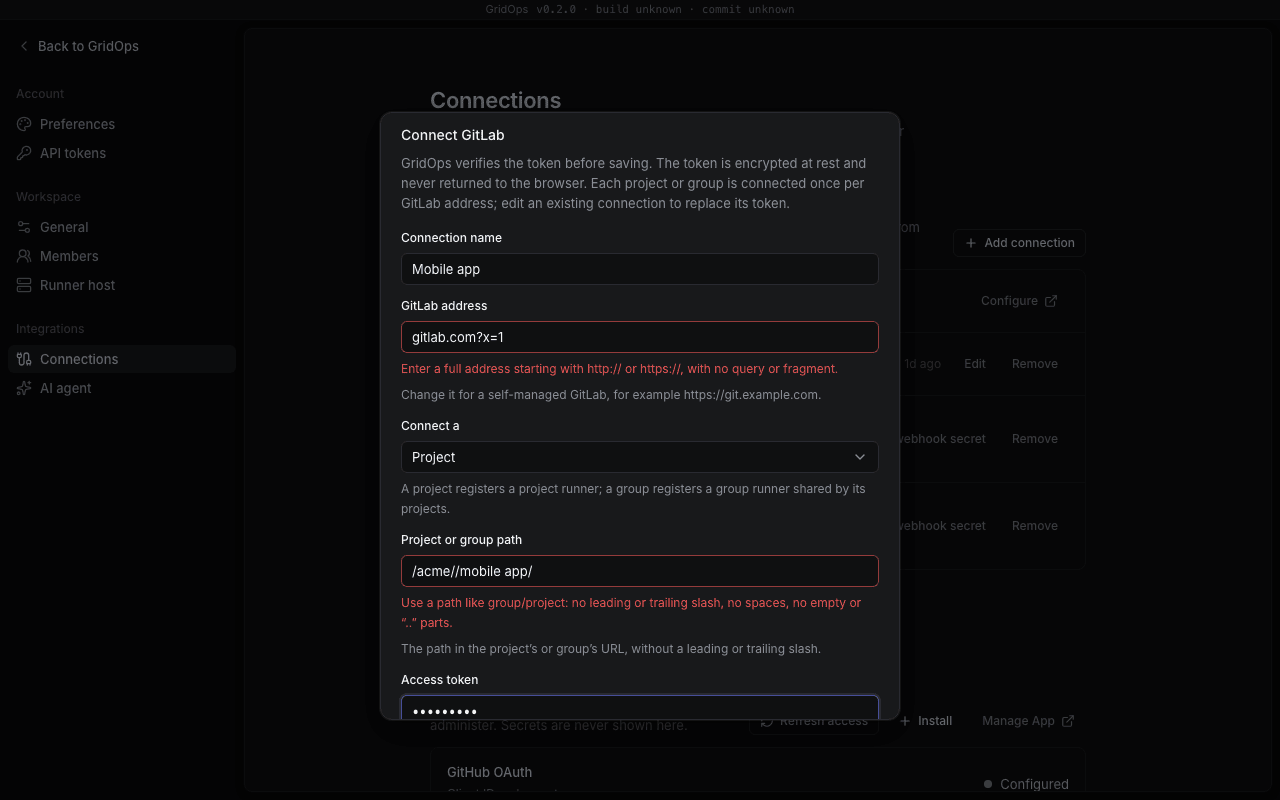 GridOps v0.2.0 · build unknown · commit unknown
Back to GridOps
Account
Preferences
API tokens
Workspace
General
Members
Runner host
Integrations
Connections
AI agent
Connections
Add connection
Configure
1d ago Edit Remove
webhook secret Remove
webhook secret Remove
Connect GitLab
GridOps verifies the token before saving. The token is encrypted at rest and
never returned to the browser. Each project or group is connected once per
GitLab address; edit an existing connection to replace its token.
Connection name
Mobile app
GitLab address
gitlab.com?x=1
Enter a full address starting with http:// or https://, with no query or fragment.
Change it for a self-managed GitLab, for example https://git.example.com.
Connect a
Project
A project registers a project runner; a group registers a group runner shared by its
projects.
Project or group path
/acme//mobile app/
Use a path like group/project: no leading or trailing slash, no spaces, no empty or
“..” parts.
The path in the project’s or group’s URL, without a leading or trailing slash.
Access token
•••••••••
administer. Secrets are never shown here.
Refresh access Install Manage App
GitHub OAuth
Configured